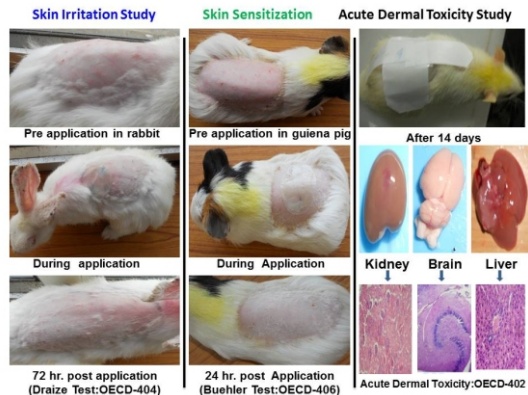 Skin Irritation Study
Pre application in rabbit
During application
72 hr. post application
(Draize Test:OECD-404)
Skin Sensitization
Pre application in guiena pig
During Application
24 hr. post Application
(Buehler Test:OECD-406)
Acute Dermal Toxicity Study
After 14 days
Kidney Brain Liver
Acute Dermal Toxicity:OECD-402